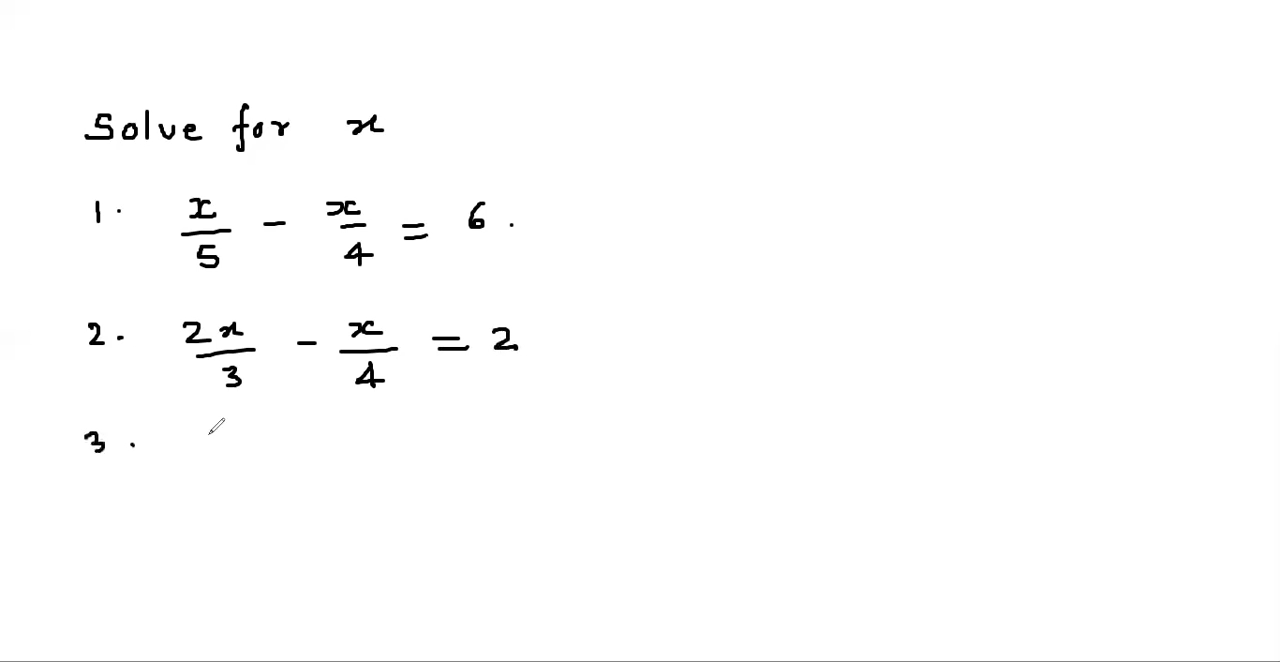 Solve for x
1. x/5 - x/4 = 6.
2. 2x/3 - x/4 = 2
3.